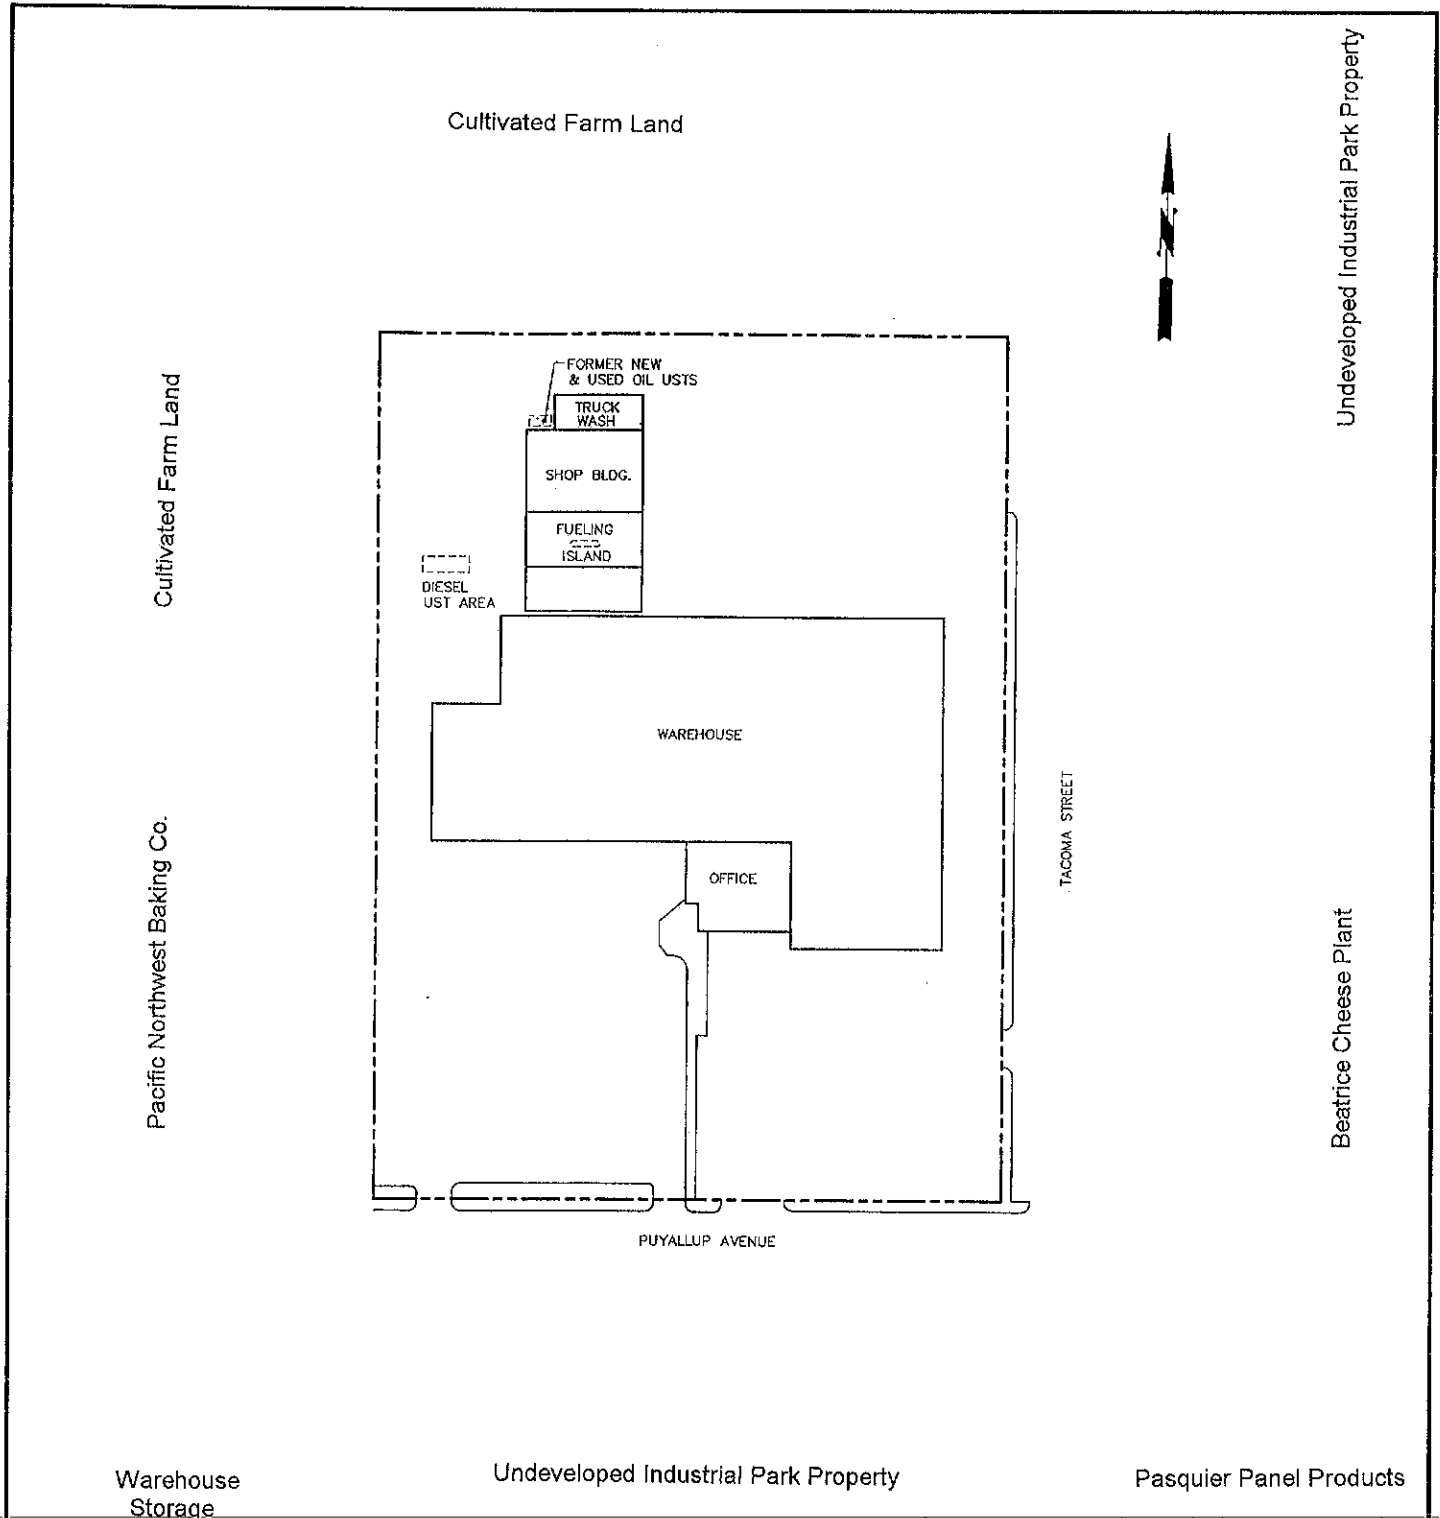 Cultivated Farm Land
Undeveloped Industrial Park Property
N
FORMER NEW
& USED OIL USTS
TRUCK
WASH
Cultivated Farm Land
SHOP BLDG.
FUELING
ISLAND
DIESEL
UST AREA
WAREHOUSE
TACOMA STREET
Pacific Northwest Baking Co.
OFFICE
Beatrice Cheese Plant
PUYALLUP AVENUE
Warehouse
Storage
Undeveloped Industrial Park Property
Pasquier Panel Products